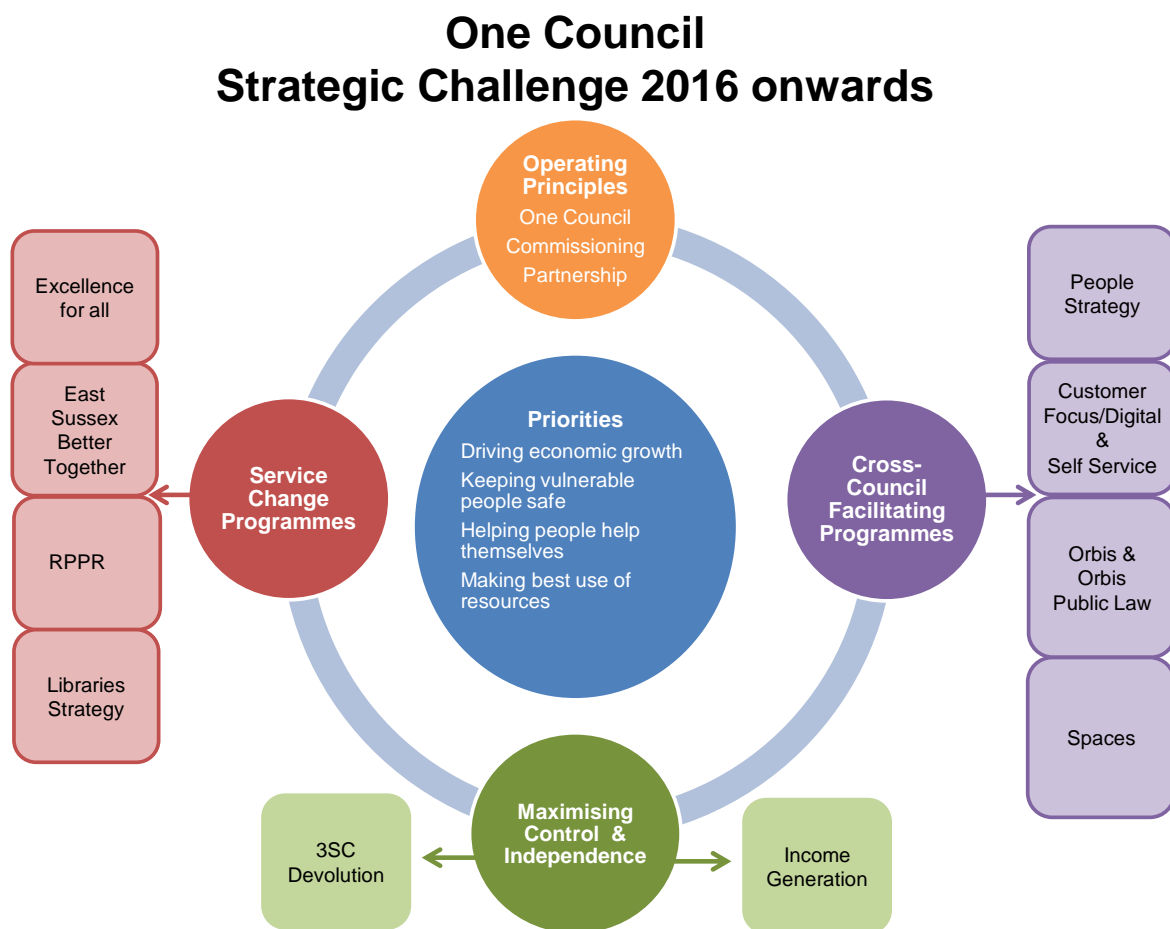 One Council
Strategic Challenge 2016 onwards
Operating
Principles
One Council
Commissioning
Partnership
Excellence
for all
East
Sussex
Better
Together
RPPR
Libraries
Strategy
Service
Change
Programmes
Priorities
Driving economic growth
Keeping vulnerable
people safe
Helping people help
themselves
Making best use of
resources
Cross-
Council
Facilitating
Programmes
People
Strategy
Customer
Focus/Digital
&
Self Service
Orbis &
Orbis
Public Law
Spaces
Maximising
Control &
Independence
3SC
Devolution
Income
Generation